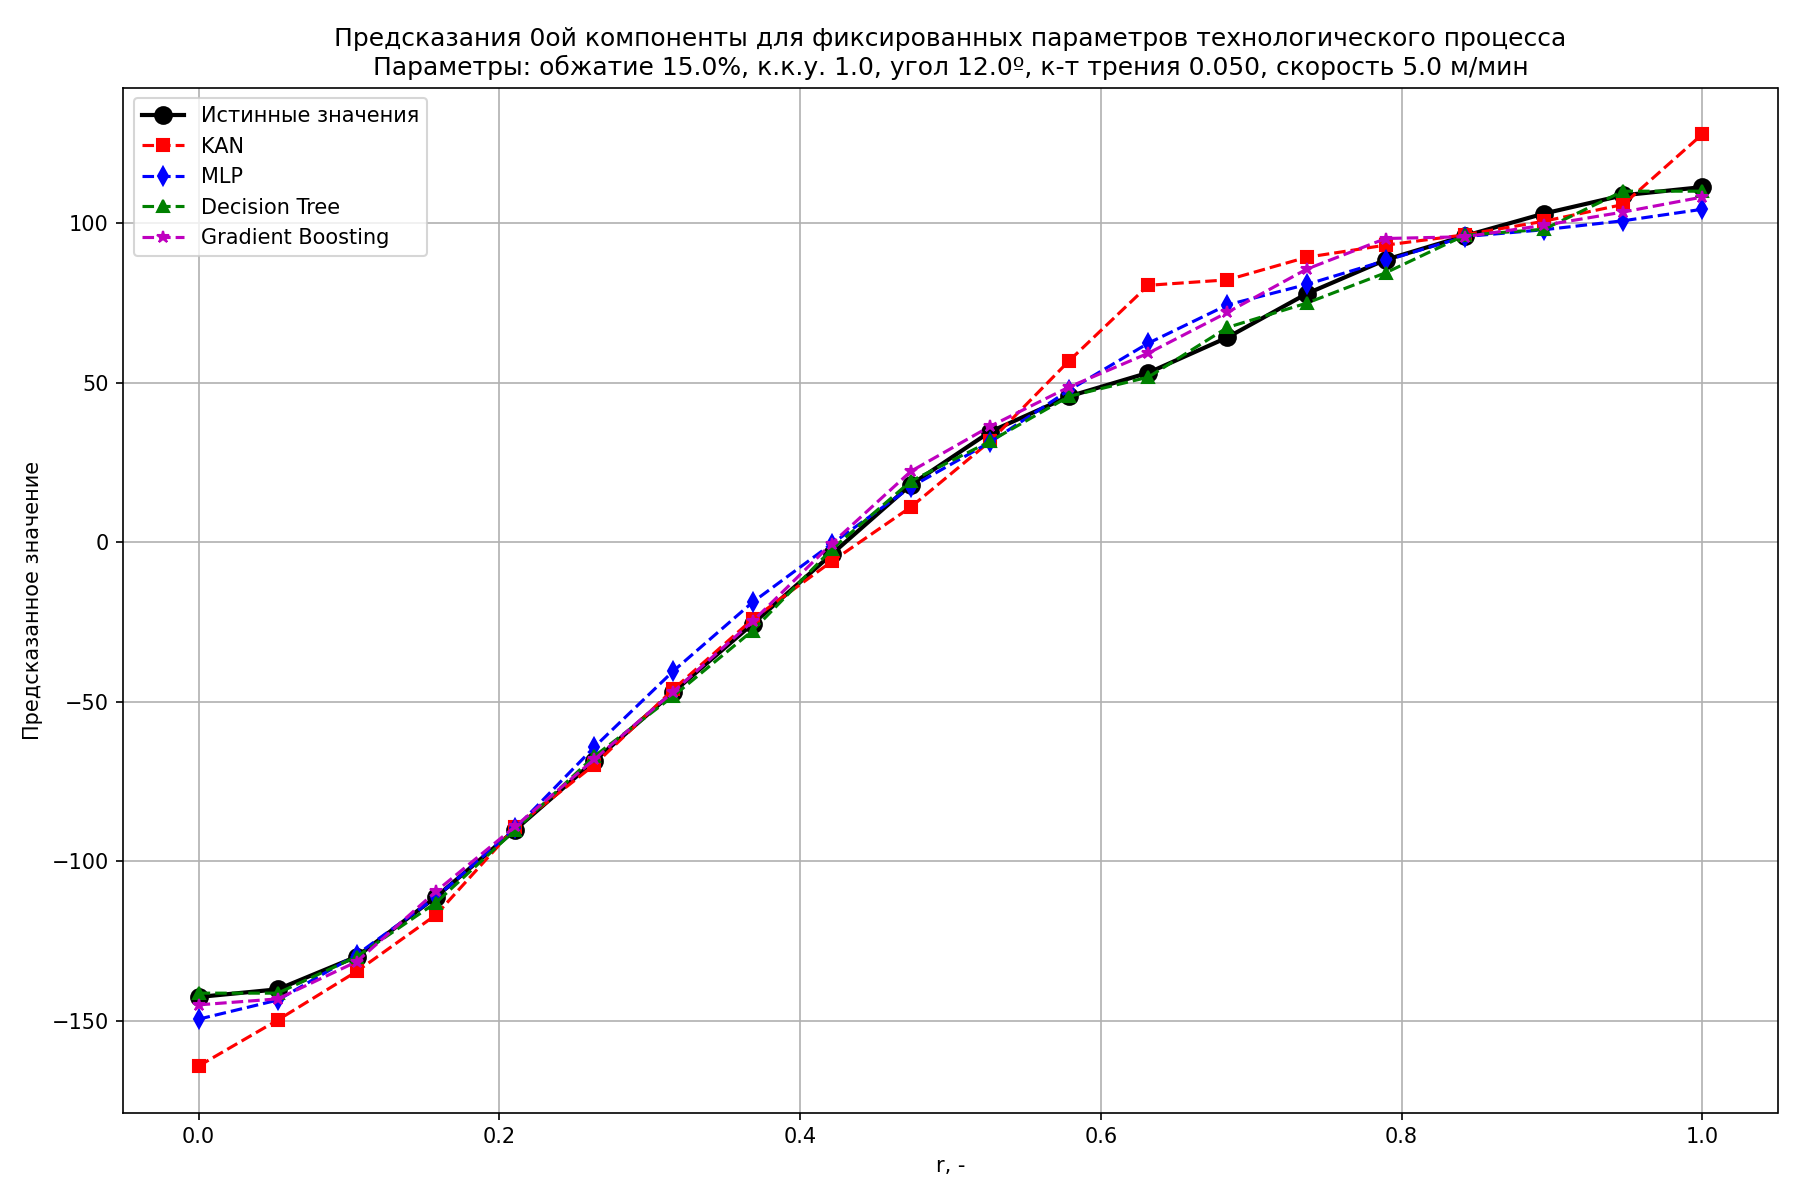 Предсказания 0ой компоненты для фиксированных параметров технологического процесса
Параметры: обжатие 15.0%, к.к.у. 1.0, угол 12.0º, к-т трения 0.050, скорость 5.0 м/мин
Истинные значения
KAN
MLP
Decision Tree
Gradient Boosting
Предсказанное значение
100
50
0
−50
−100
−150
0.0
0.2
0.4
0.6
0.8
1.0
r, -